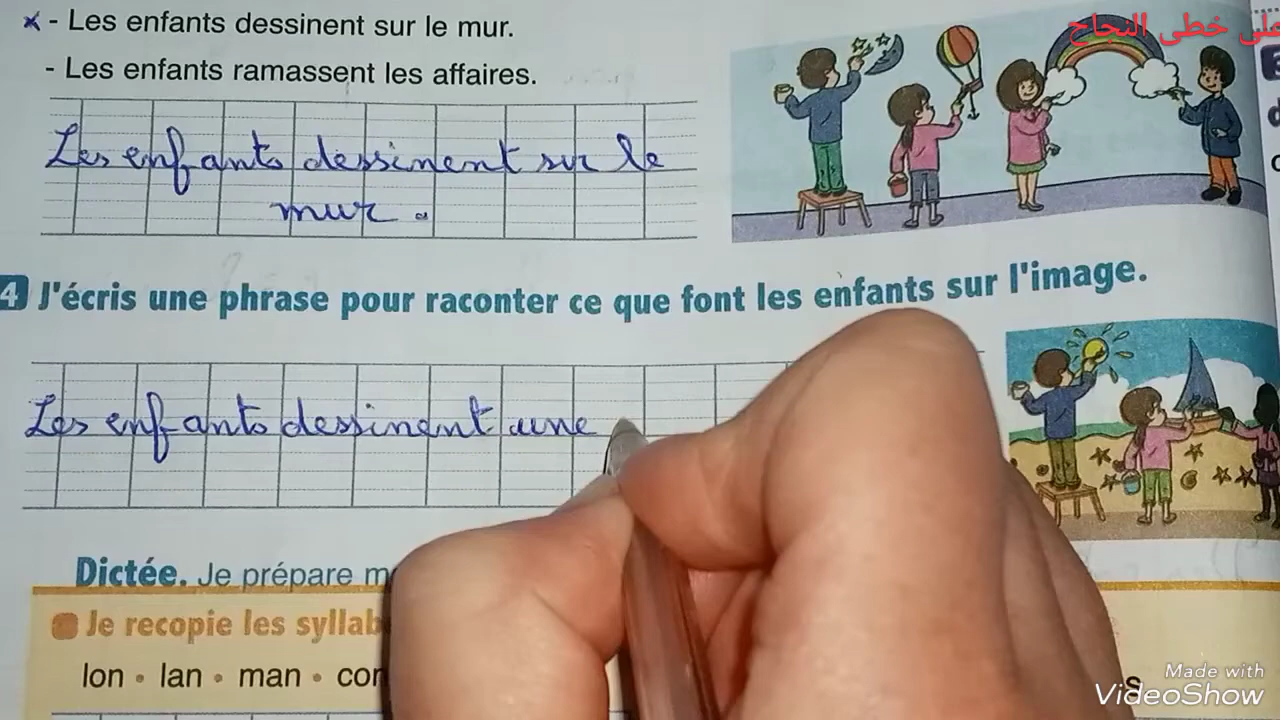 - Les enfants dessinent sur le mur.
- Les enfants ramassent les affaires.
Les enfants dessinent sur le
mur.
على خطى النجاح
4 J'écris une phrase pour raconter ce que font les enfants sur l'image.
Les enfants dessinent une
Dictée. Je prépare
Je recopie les syllab
lon • lan • man • con
Made with
VideoShow